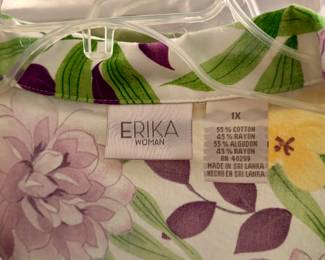 ERIKA
WOMAN
1X
55 % COTTON
45 % RAYON
55 % ALGODON
45 % RAYON
RN 40299
MADE IN SRI LANKA
HECHO EN SRI LANKA